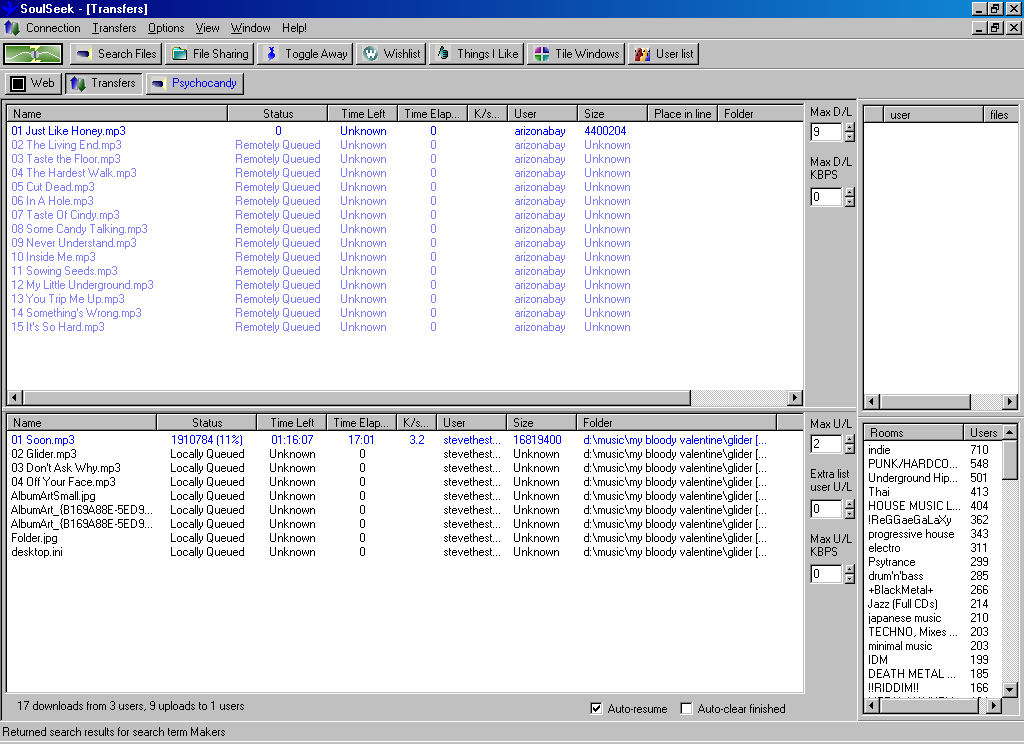 SoulSeek - [Transfers]
Connection Transfers Options View Window Help!
Search Files File Sharing Toggle Away Wishlist Things I Like Tile Windows User list
Web Transfers Psychocandy
Name Status Time Left Time Elap... K/s... User Size Place in line Folder
01 Just Like Honey.mp3 0 Unknown 0 arizonabay 4400204
02 The Living End.mp3 Remotely Queued Unknown 0 arizonabay Unknown
03 Taste the Floor.mp3 Remotely Queued Unknown 0 arizonabay Unknown
04 The Hardest Walk.mp3 Remotely Queued Unknown 0 arizonabay Unknown
05 Cut Dead.mp3 Remotely Queued Unknown 0 arizonabay Unknown
06 In A Hole.mp3 Remotely Queued Unknown 0 arizonabay Unknown
07 Taste Of Cindy.mp3 Remotely Queued Unknown 0 arizonabay Unknown
08 Some Candy Talking.mp3 Remotely Queued Unknown 0 arizonabay Unknown
09 Never Understand.mp3 Remotely Queued Unknown 0 arizonabay Unknown
10 Inside Me.mp3 Remotely Queued Unknown 0 arizonabay Unknown
11 Sowing Seeds.mp3 Remotely Queued Unknown 0 arizonabay Unknown
12 My Little Underground.mp3 Remotely Queued Unknown 0 arizonabay Unknown
13 You Trip Me Up.mp3 Remotely Queued Unknown 0 arizonabay Unknown
14 Something's Wrong.mp3 Remotely Queued Unknown 0 arizonabay Unknown
15 It's So Hard.mp3 Remotely Queued Unknown 0 arizonabay Unknown
Max D/L
9
Max D/L
KBPS
0
user files
Name Status Time Left Time Elap... K/s... User Size Folder
01 Soon.mp3 1910784 (11%) 01:16:07 17:01 3.2 stevethest... 16819400 d:\music\my bloody valentine\glider [...
02 Glider.mp3 Locally Queued Unknown 0 stevethest... Unknown d:\music\my bloody valentine\glider [...
03 Don't Ask Why.mp3 Locally Queued Unknown 0 stevethest... Unknown d:\music\my bloody valentine\glider [...
04 Off Your Face.mp3 Locally Queued Unknown 0 stevethest... Unknown d:\music\my bloody valentine\glider [...
AlbumArtSmall.jpg Locally Queued Unknown 0 stevethest... Unknown d:\music\my bloody valentine\glider [...
AlbumArt_{B169A88E-5ED9... Locally Queued Unknown 0 stevethest... Unknown d:\music\my bloody valentine\glider [...
AlbumArt_{B169A88E-5ED9... Locally Queued Unknown 0 stevethest... Unknown d:\music\my bloody valentine\glider [...
Folder.jpg Locally Queued Unknown 0 stevethest... Unknown d:\music\my bloody valentine\glider [...
desktop.ini Locally Queued Unknown 0 stevethest... Unknown d:\music\my bloody valentine\glider [...
Max U/L
2
Extra list
user U/L
0
Max U/L
KBPS
0
Rooms Users
indie 710
PUNK/HARDCO... 548
Underground Hip... 501
Thai 413
HOUSE MUSIC L... 404
!ReGGaeGaLaXy 362
progressive house 343
electro 311
Psytrance 299
drum'n'bass 285
+BlackMetal+ 266
Jazz (Full CDs) 214
japanese music 210
TECHNO, Mixes ... 203
minimal music 203
IDM 199
DEATH METAL ... 185
!!RIDDIM!! 166
17 downloads from 3 users, 9 uploads to 1 users
Auto-resume Auto-clear finished
Returned search results for search term Makers